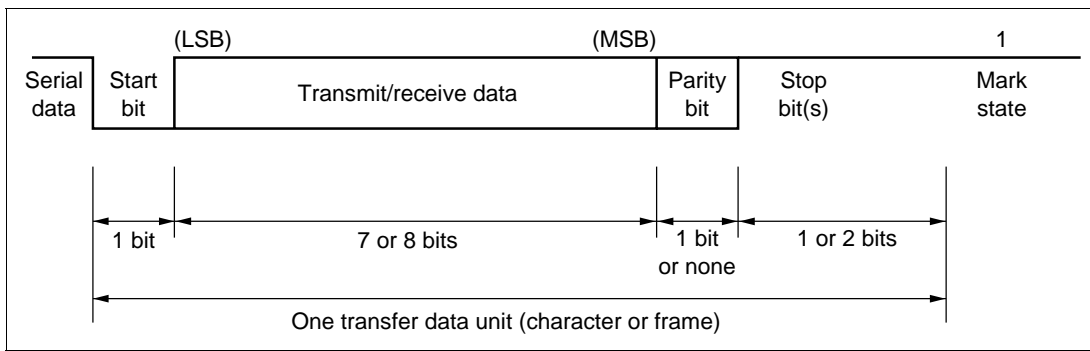 (LSB) (MSB) 1
Serial Start Transmit/receive data Parity Stop Mark
data bit bit bit(s) state
1 bit 7 or 8 bits 1 bit 1 or 2 bits
or none
One transfer data unit (character or frame)